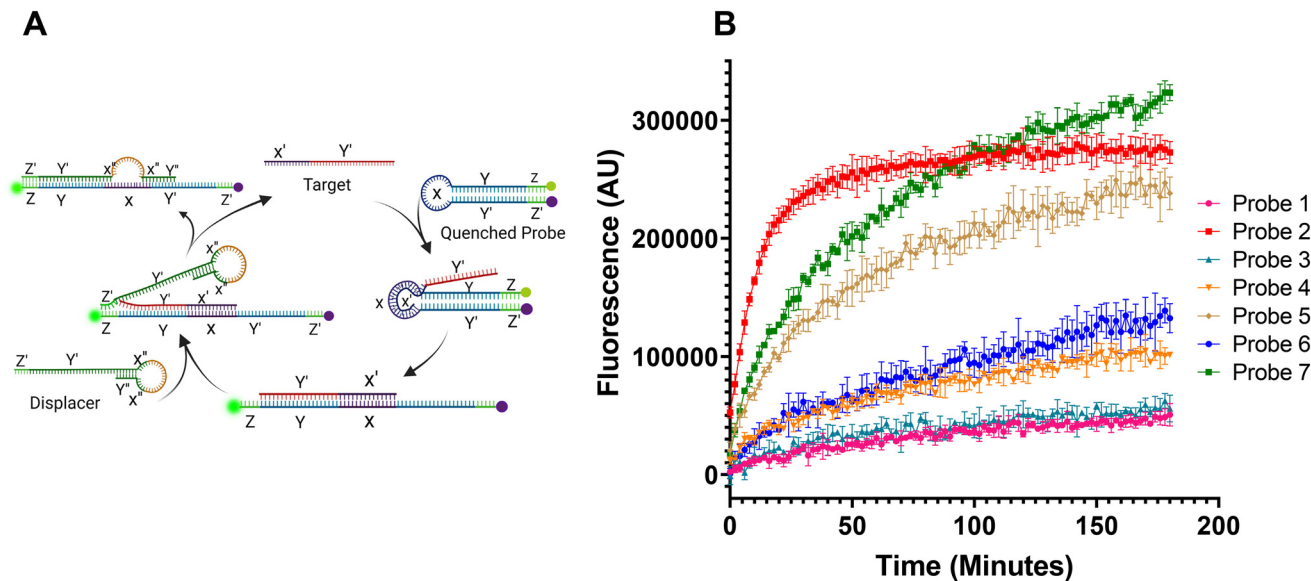 A
Z' Y' X" X" Y"
Z Y X Y' Z'
X' Y'
Target
X Y Z
Y' Z'
Quenched Probe
Y'
X X' Y Z
Y' Z'
Y' X"
X"
Z' Y' X'
Z Y X Y' Z'
Z' Y' X"
Y"
X"
Displacer
Y' X'
Z Y X
B
Fluorescence (AU)
300000
200000
100000
0
0 50 100 150 200
Time (Minutes)
Probe 1
Probe 2
Probe 3
Probe 4
Probe 5
Probe 6
Probe 7